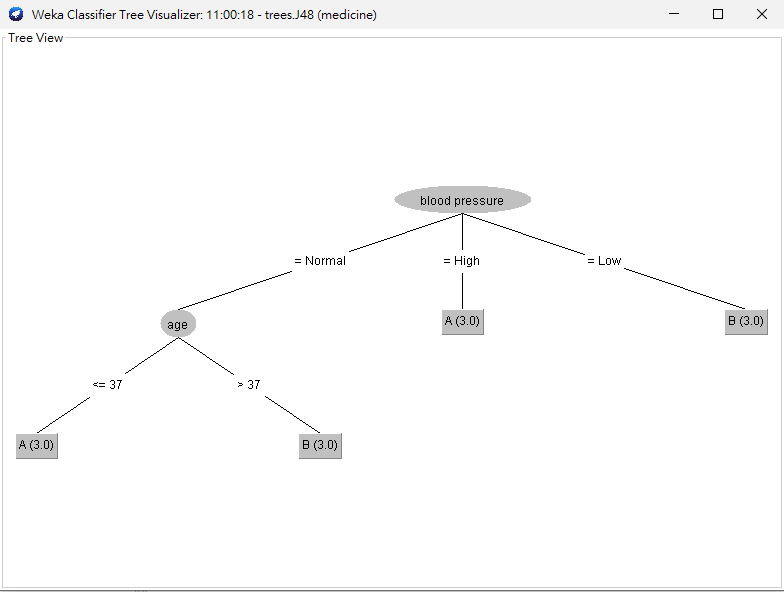 Weka Classifier Tree Visualizer: 11:00:18 - trees.J48 (medicine)
Tree View
blood pressure
= Normal
= High
= Low
age
A (3.0)
B (3.0)
<= 37
> 37
A (3.0)
B (3.0)